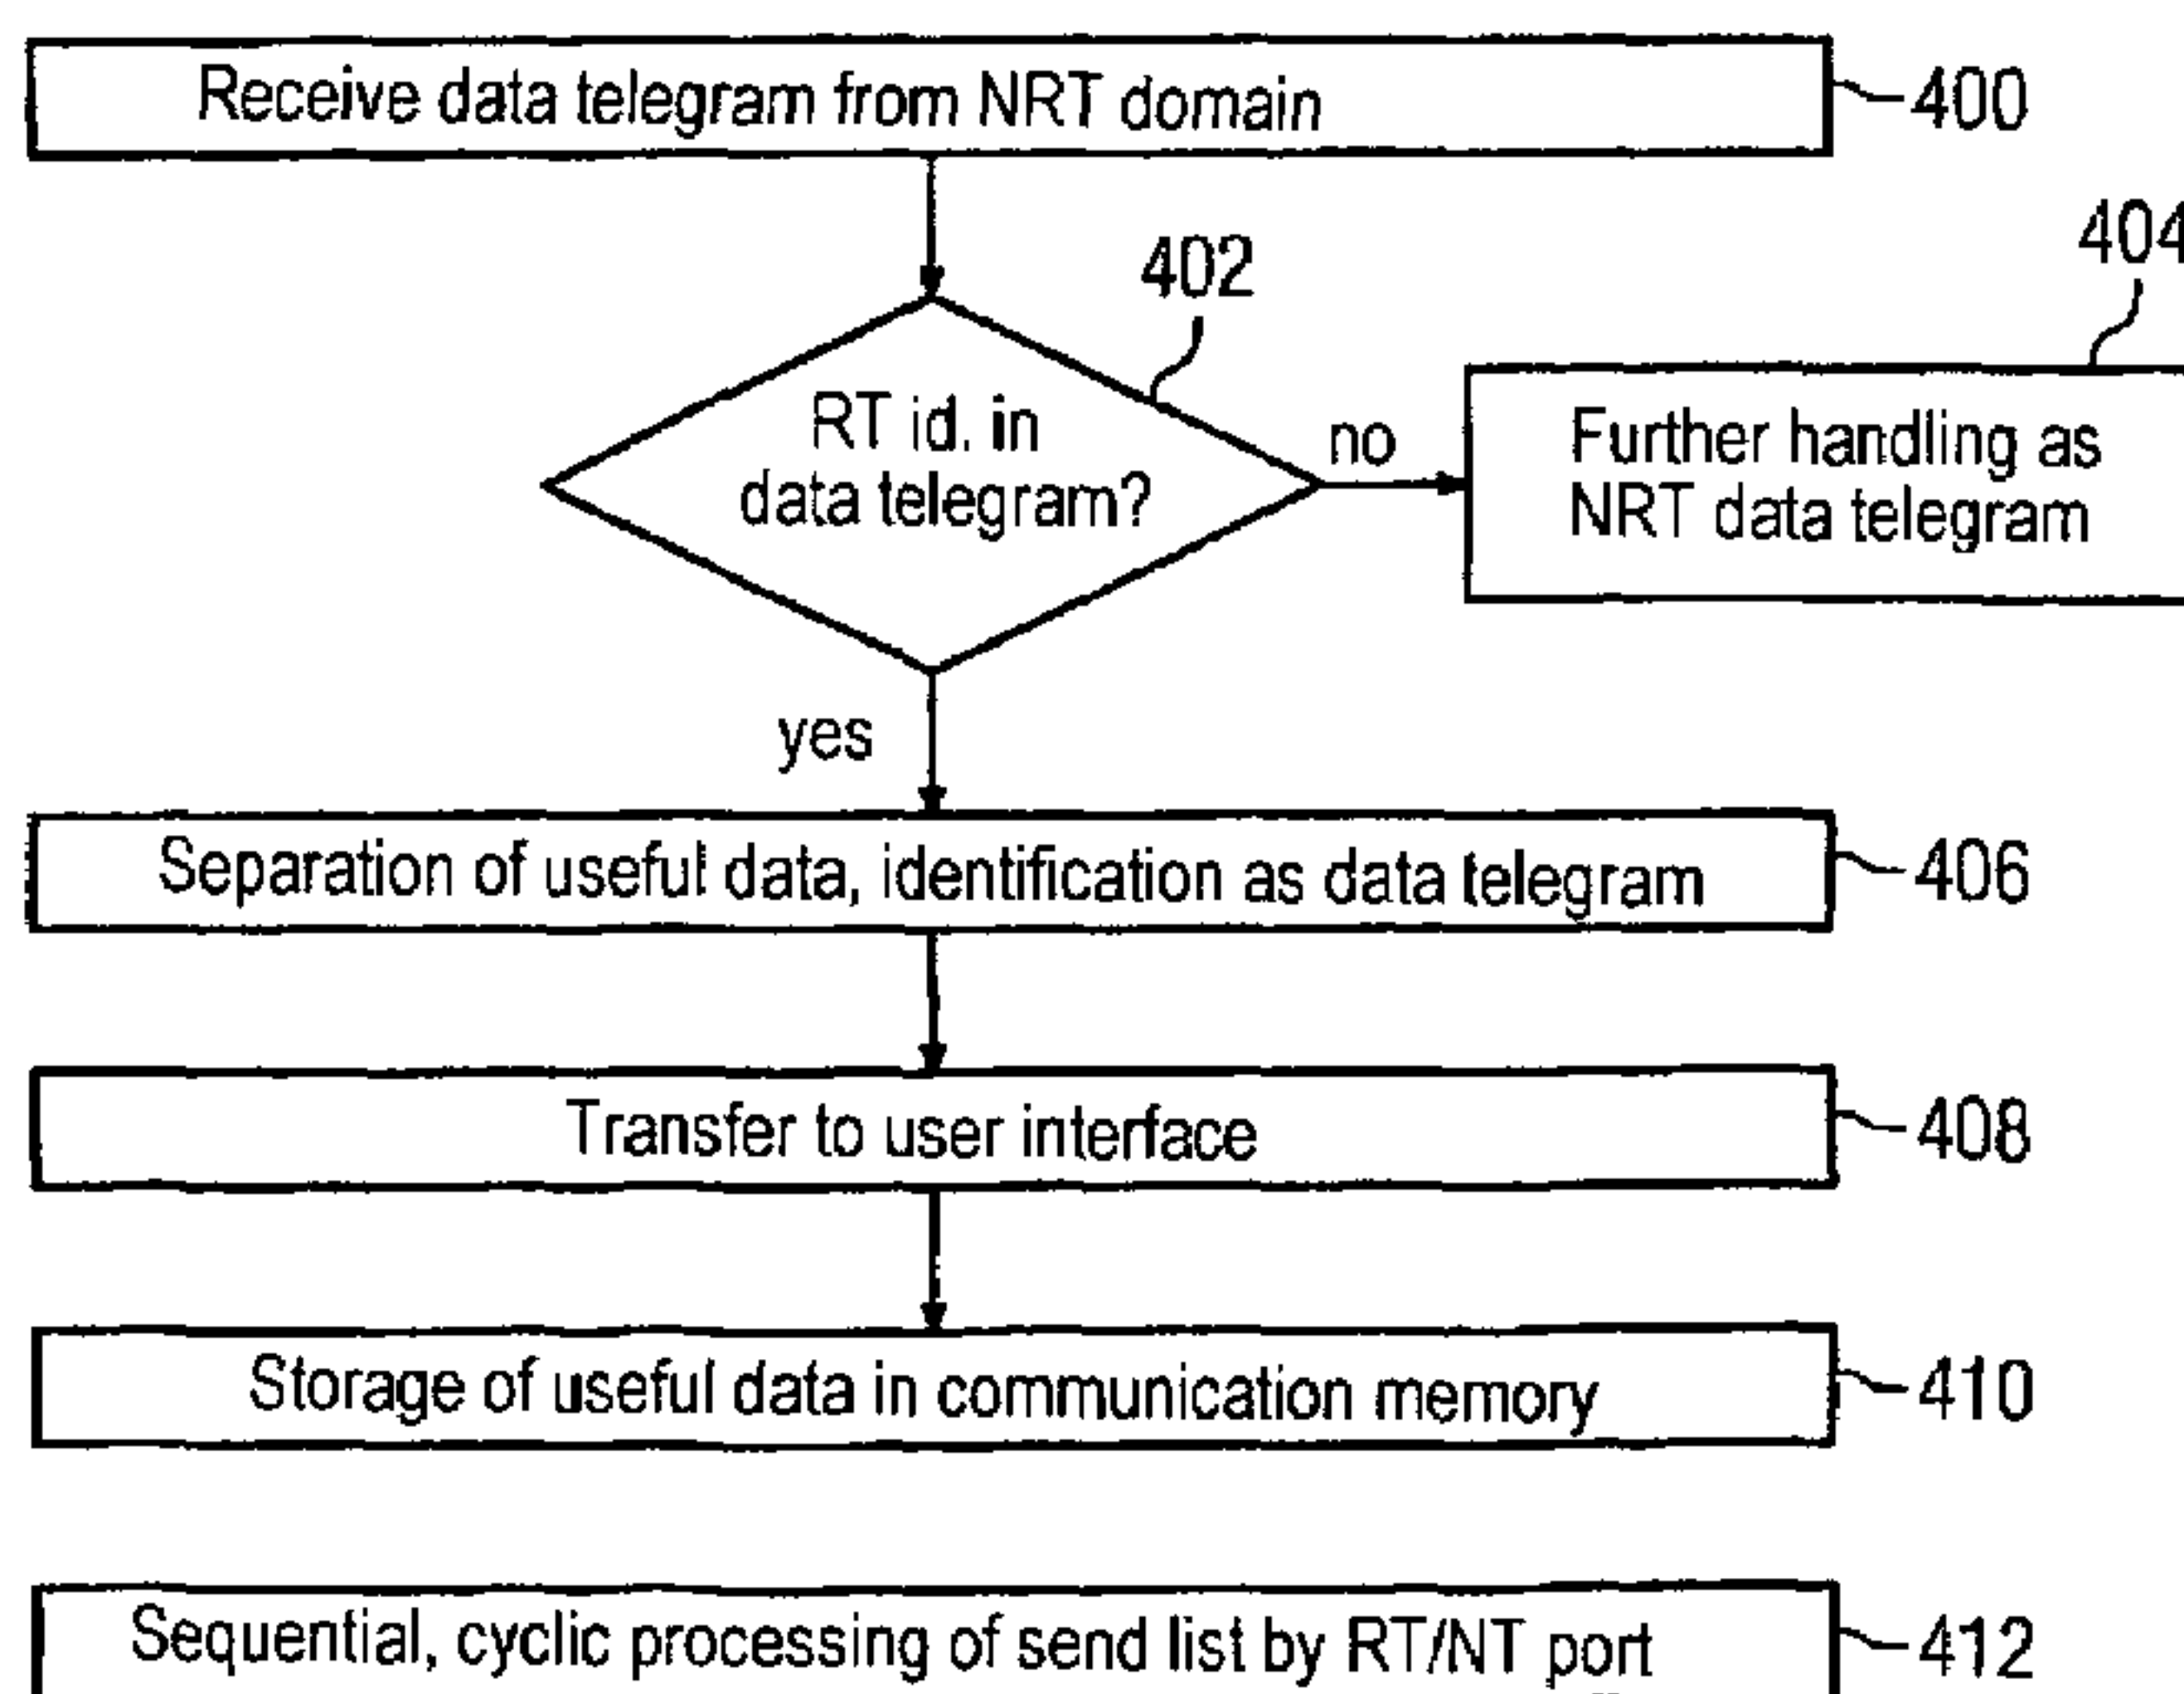 Receive data telegram from NRT domain
400
402
404
RT id. in
data telegram?
no
Further handling as
NRT data telegram
yes
Separation of useful data, identification as data telegram
406
Transfer to user interface
408
Storage of useful data in communication memory
410
Sequential, cyclic processing of send list by RT/NT port
412